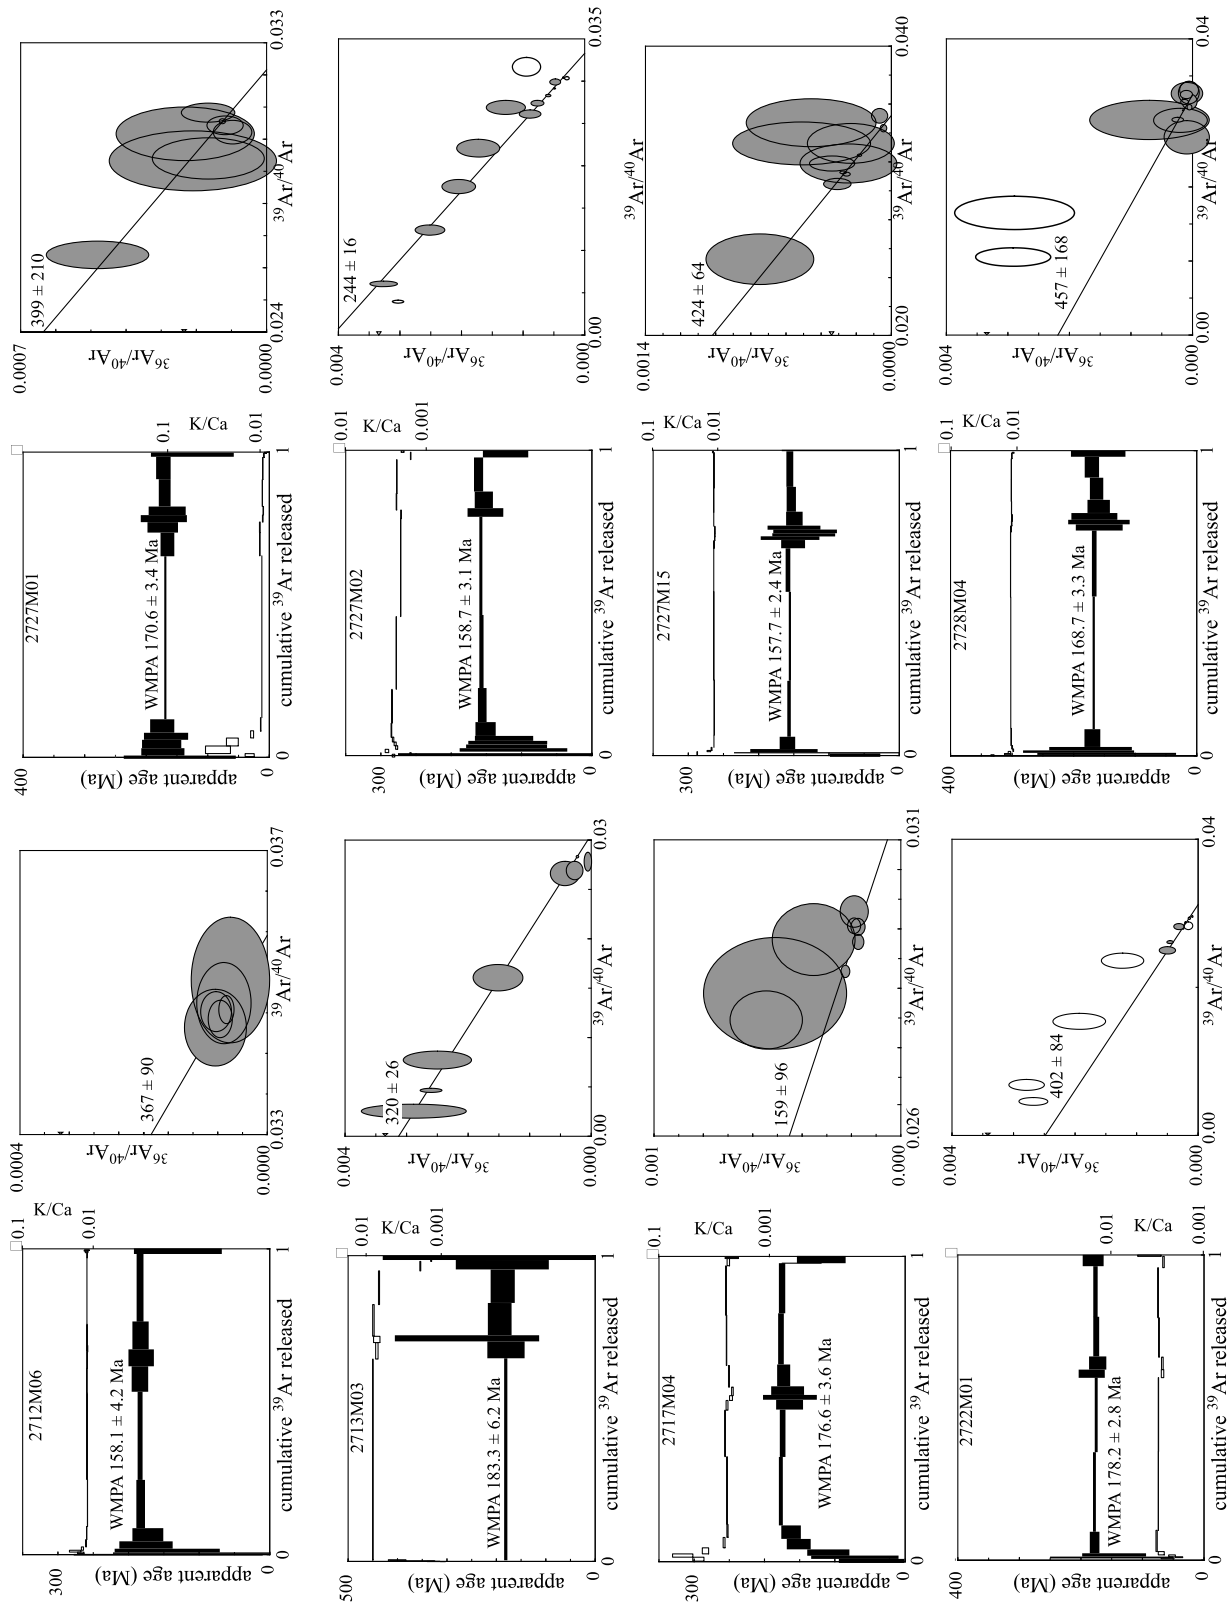 2712M06
300
0
apparent age (Ma)
WMPA 158.1 ± 4.2 Ma
0.1
0.01
K/Ca
0
1
cumulative ³⁹Ar released
0.0004
0.0000
³⁶Ar/⁴⁰Ar
367 ± 90
0.033
0.037
³⁹Ar/⁴⁰Ar
2727M01
400
0
apparent age (Ma)
WMPA 170.6 ± 3.4 Ma
0.1
0.01
K/Ca
0
1
cumulative ³⁹Ar released
0.0007
0.0000
³⁶Ar/⁴⁰Ar
399 ± 210
0.024
0.033
³⁹Ar/⁴⁰Ar
2713M03
500
0
apparent age (Ma)
WMPA 183.3 ± 6.2 Ma
0.01
0.001
K/Ca
0
1
cumulative ³⁹Ar released
0.004
0.000
³⁶Ar/⁴⁰Ar
320 ± 26
0.00
0.03
³⁹Ar/⁴⁰Ar
2727M02
300
0
apparent age (Ma)
WMPA 158.7 ± 3.1 Ma
0.01
0.001
K/Ca
0
1
cumulative ³⁹Ar released
0.004
0.000
³⁶Ar/⁴⁰Ar
244 ± 16
0.00
0.035
³⁹Ar/⁴⁰Ar
2717M04
300
0
apparent age (Ma)
WMPA 176.6 ± 3.6 Ma
0.1
0.001
K/Ca
0
1
cumulative ³⁹Ar released
0.001
0.000
³⁶Ar/⁴⁰Ar
159 ± 96
0.026
0.031
³⁹Ar/⁴⁰Ar
2727M15
300
0
apparent age (Ma)
WMPA 157.7 ± 2.4 Ma
0.1
0.01
K/Ca
0
1
cumulative ³⁹Ar released
0.0014
0.0000
³⁶Ar/⁴⁰Ar
424 ± 64
0.020
0.040
³⁹Ar/⁴⁰Ar
2722M01
400
0
apparent age (Ma)
WMPA 178.2 ± 2.8 Ma
0.01
0.001
K/Ca
0
1
cumulative ³⁹Ar released
0.004
0.000
³⁶Ar/⁴⁰Ar
402 ± 84
0.00
0.04
³⁹Ar/⁴⁰Ar
2728M04
400
0
apparent age (Ma)
WMPA 168.7 ± 3.3 Ma
0.1
0.01
K/Ca
0
1
cumulative ³⁹Ar released
0.004
0.000
³⁶Ar/⁴⁰Ar
457 ± 168
0.00
0.04
³⁹Ar/⁴⁰Ar